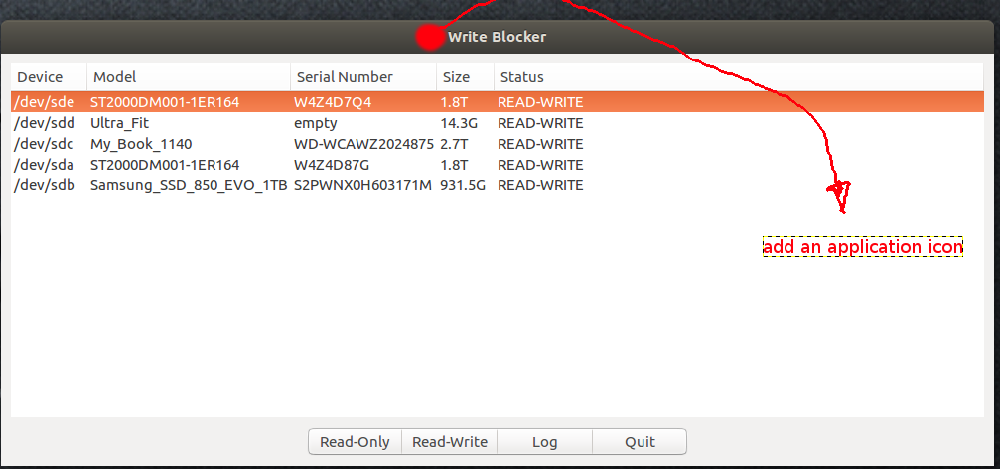 Write Blocker
Device Model Serial Number Size Status
/dev/sde ST2000DM001-1ER164 W4Z4D7Q4 1.8T READ-WRITE
/dev/sdd Ultra_Fit empty 14.3G READ-WRITE
/dev/sdc My_Book_1140 WD-WCAWZ2024875 2.7T READ-WRITE
/dev/sda ST2000DM001-1ER164 W4Z4D87G 1.8T READ-WRITE
/dev/sdb Samsung_SSD_850_EVO_1TB S2PWNX0H603171M 931.5G READ-WRITE
add an application icon
Read-Only Read-Write Log Quit